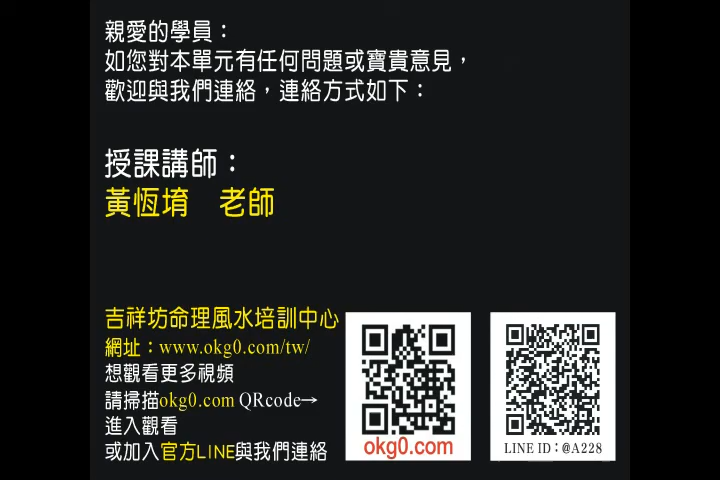 親愛的學員：
如您對本單元有任何問題或寶貴意見，
歡迎與我們連絡，連絡方式如下：
授課講師：
黃恆堉　老師
吉祥坊命理風水培訓中心
網址：www.okg0.com/tw/
想觀看更多視頻
請掃描okg0.com QRcode→
進入觀看
或加入官方LINE與我們連絡
okg0.com
LINE ID：@A228